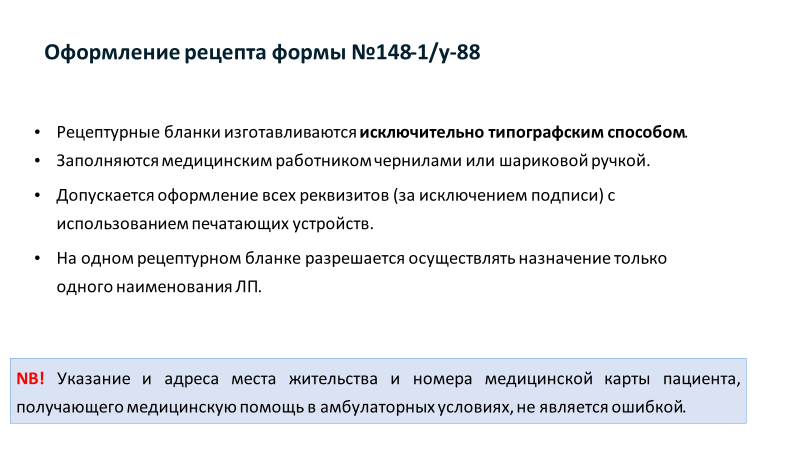 Оформление рецепта формы №148-1/у-88
• Рецептурные бланки изготавливаются исключительно типографским способом.
• Заполняются медицинским работником чернилами или шариковой ручкой.
• Допускается оформление всех реквизитов (за исключением подписи) с
использованием печатающих устройств.
• На одном рецептурном бланке разрешается осуществлять назначение только
одного наименования ЛП.
NB! Указание и адреса места жительства и номера медицинской карты пациента,
получающего медицинскую помощь в амбулаторных условиях, не является ошибкой.